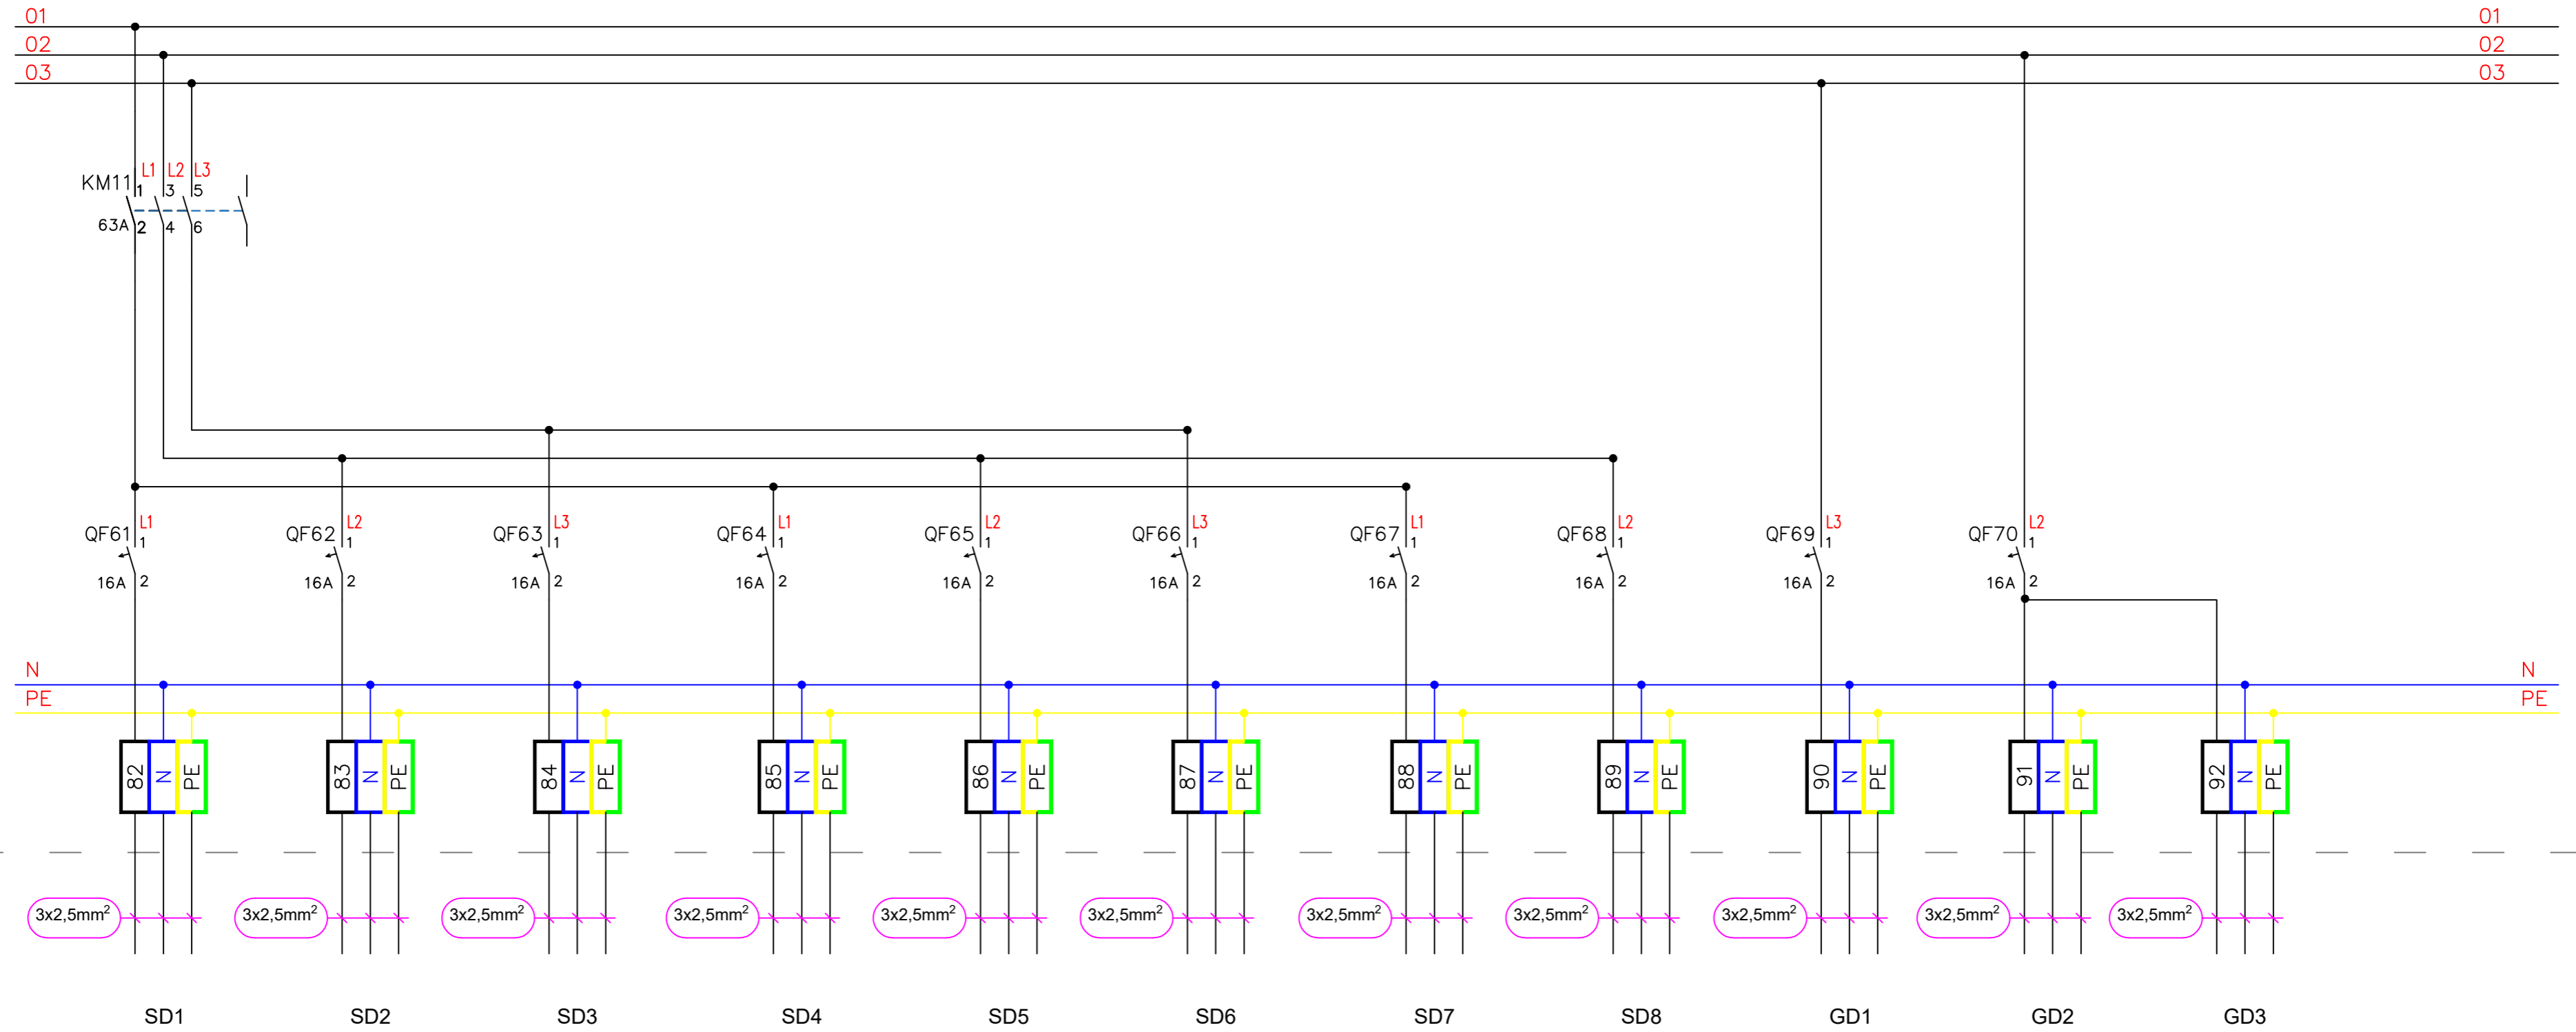 01 01
02 02
03 03
L1 L2 L3
KM11 1 3 5
63A 2 4 6
L1 L2 L3 L1 L2 L3 L1 L2 L3 L2
QF61 1 QF62 1 QF63 1 QF64 1 QF65 1 QF66 1 QF67 1 QF68 1 QF69 1 QF70 1
16A 2 16A 2 16A 2 16A 2 16A 2 16A 2 16A 2 16A 2 16A 2 16A 2
N N
PE PE
82 N PE 83 N PE 84 N PE 85 N PE 86 N PE 87 N PE 88 N PE 89 N PE 90 N PE 91 N PE 92 N PE
3x2,5mm² 3x2,5mm² 3x2,5mm² 3x2,5mm² 3x2,5mm² 3x2,5mm² 3x2,5mm² 3x2,5mm² 3x2,5mm² 3x2,5mm² 3x2,5mm²
SD1 SD2 SD3 SD4 SD5 SD6 SD7 SD8 GD1 GD2 GD3